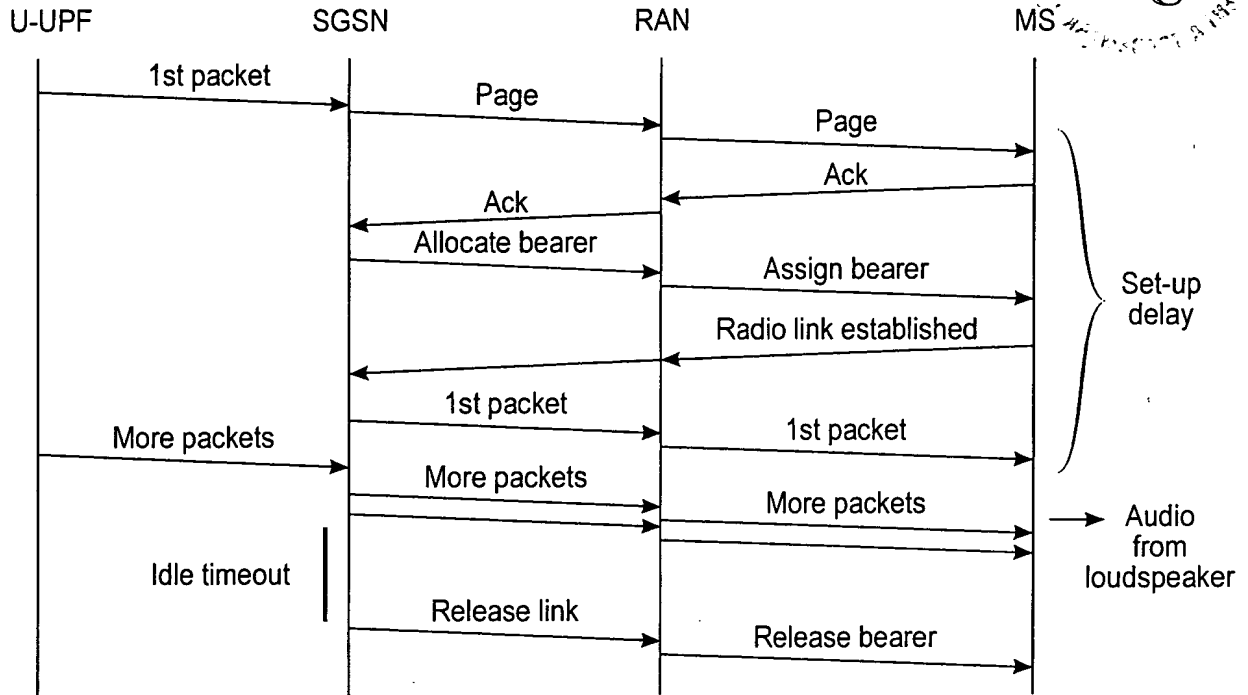 U-UPF SGSN RAN MS
1st packet
Page
Page
Ack
Ack
Allocate bearer
Assign bearer
Set-up
delay
Radio link established
1st packet
1st packet
More packets
More packets
More packets
Audio
from
loudspeaker
Idle timeout
Release link
Release bearer